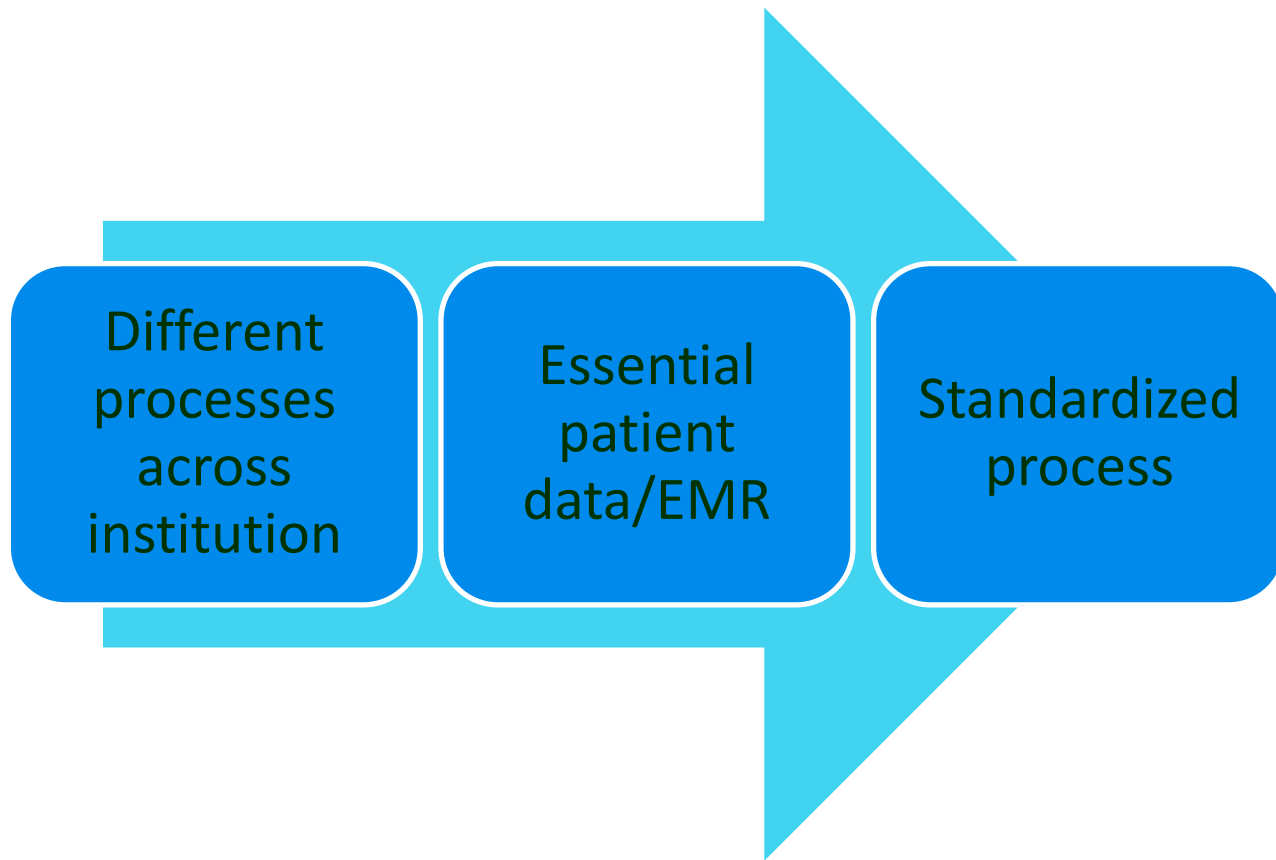 Different
processes
across
institution
Essential
patient
data/EMR
Standardized
process